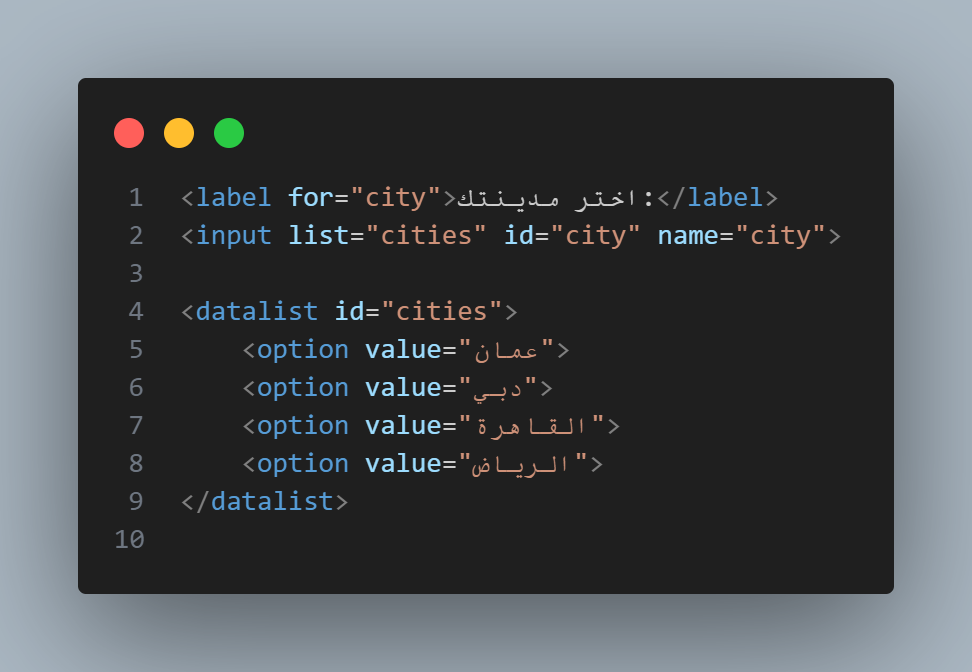 1 <label for="city">اختر مدينتك:</label>
2 <input list="cities" id="city" name="city">
3
4 <datalist id="cities">
5 <option value="عمان">
6 <option value="دبي">
7 <option value="القاهرة">
8 <option value="الرياض">
9 </datalist>
10